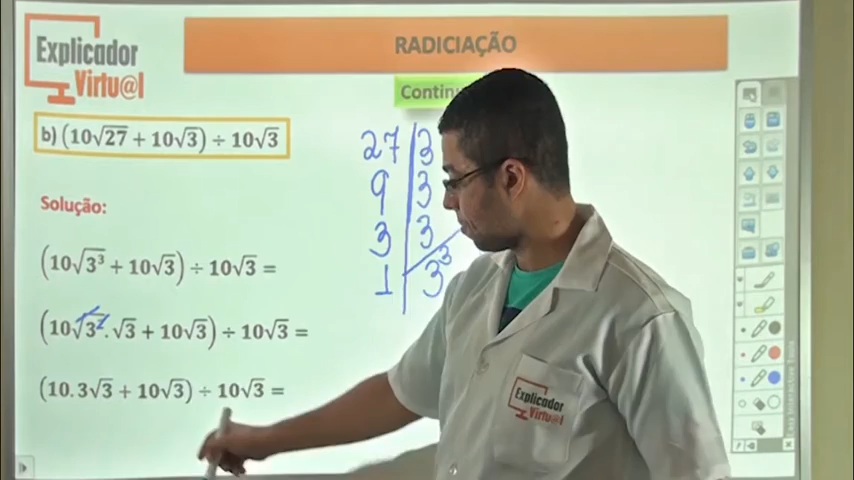 Explicador
Virtu@l
RADICIAÇÃO
Continu
b) (10√27 + 10√3) ÷ 10√3
Solução:
(10√3³ + 10√3) ÷ 10√3 =
(10√3². √3 + 10√3) ÷ 10√3 =
(10. 3√3 + 10√3) ÷ 10√3 =
27 | 3
9 | 3
3 | 3
1 | 3³
Explicador
Virtu@l